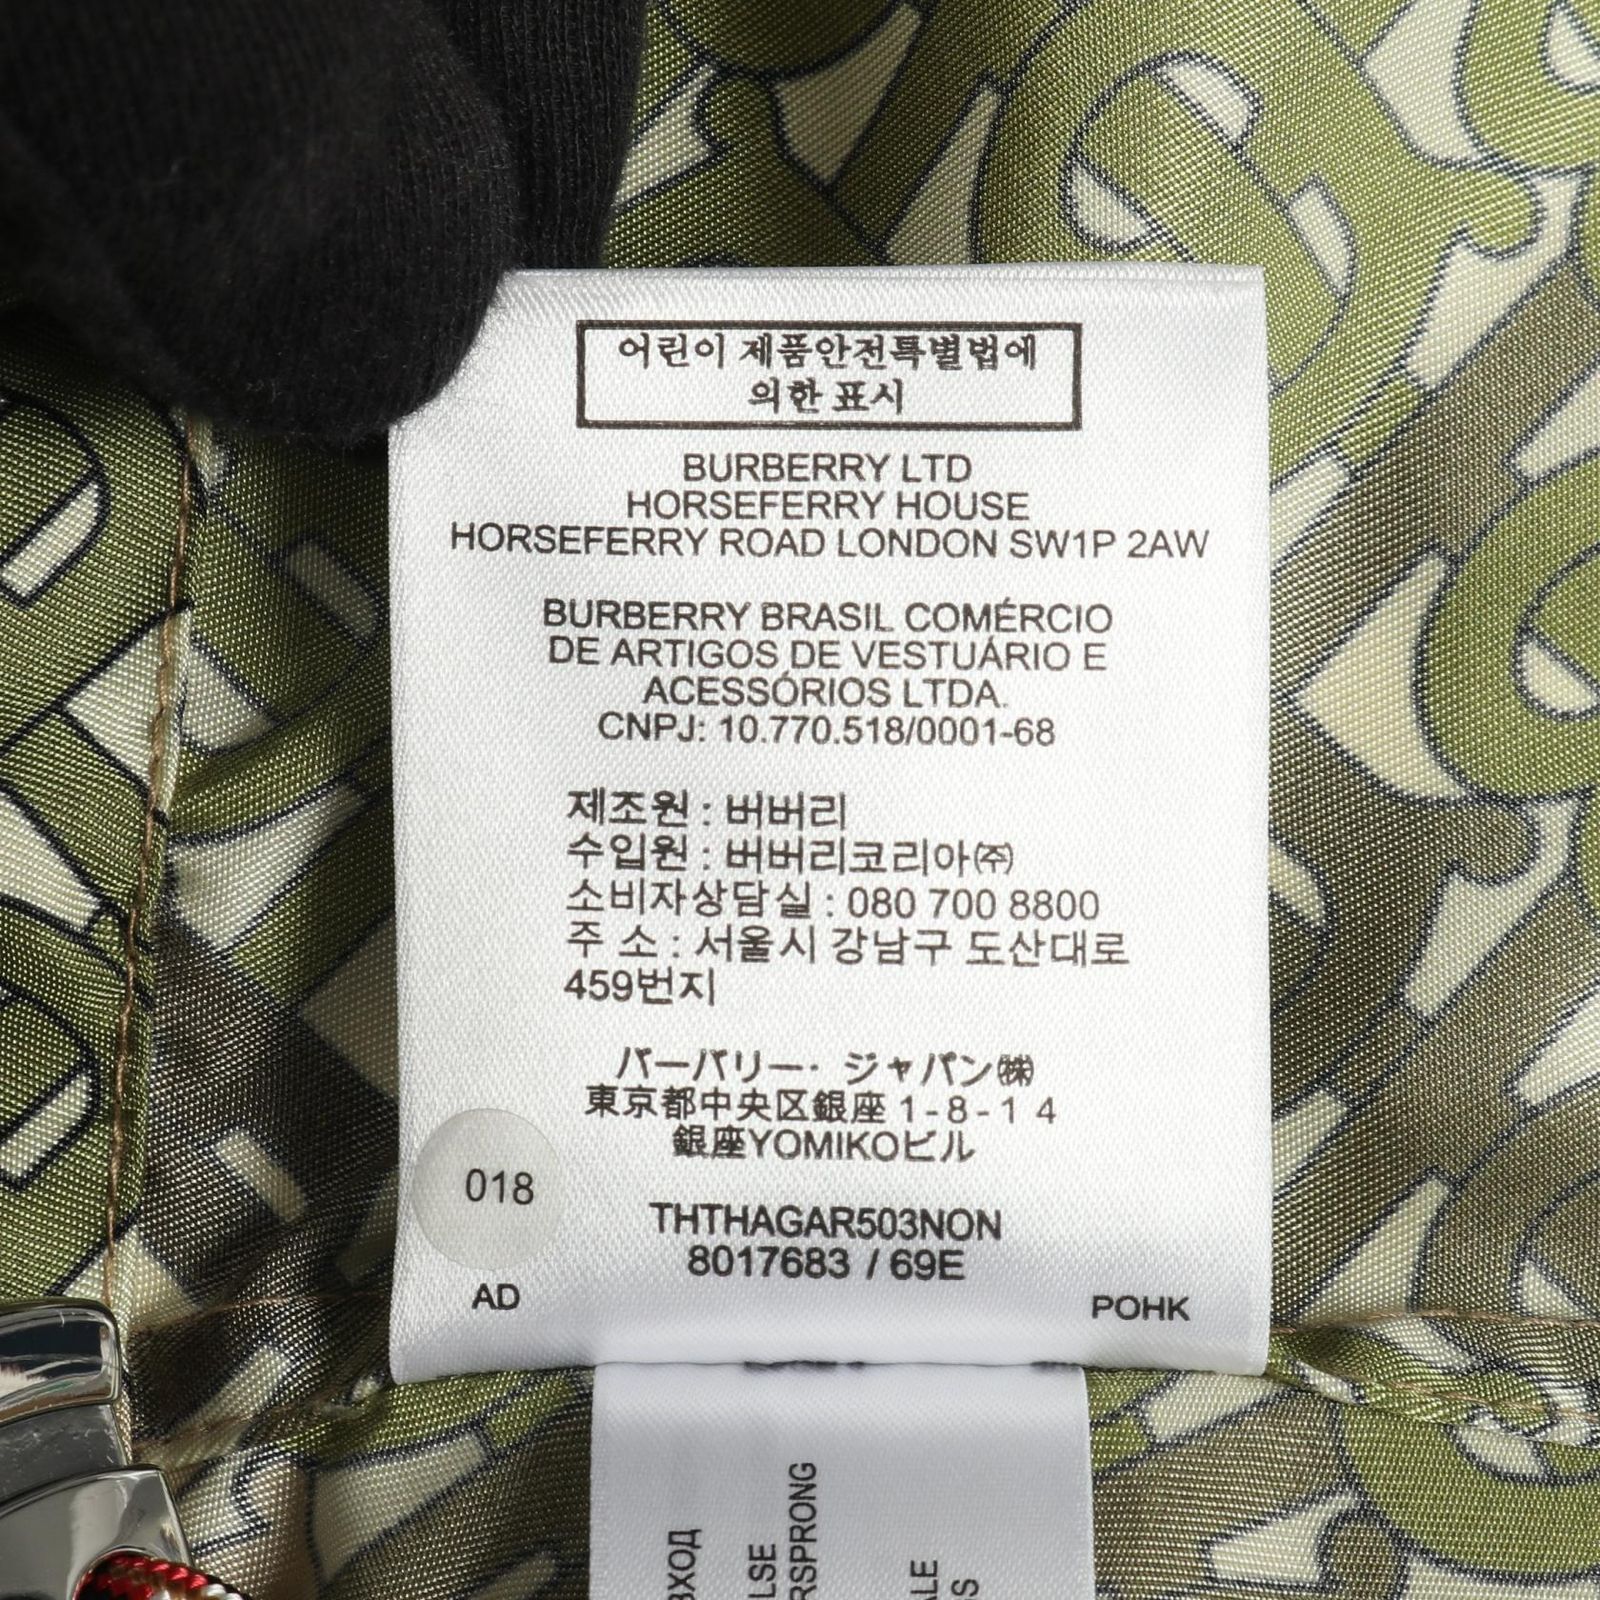 어린이 제품안전특별법에
의한 표시
BURBERRY LTD
HORSEFERRY HOUSE
HORSEFERRY ROAD LONDON SW1P 2AW
BURBERRY BRASIL COMÉRCIO
DE ARTIGOS DE VESTUÁRIO E
ACESSÓRIOS LTDA.
CNPJ: 10.770.518/0001-68
제조원 : 버버리
수입원 : 버버리코리아㈜
소비자상담실 : 080 700 8800
주 소 : 서울시 강남구 도산대로
459번지
バーバリー・ジャパン㈱
東京都中央区銀座 1-8-14
銀座YOMIKOビル
018
THTHAGAR503NON
8017683 / 69E
AD
POHK